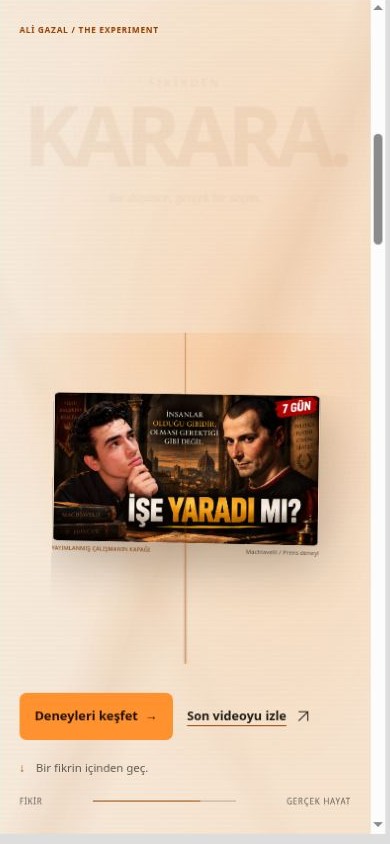 ALİ GAZAL / THE EXPERIMENT
KARARA.
7 GÜN
İNSANLAR
OLDUĞU GİBİDİR,
OLMASI GEREKTİĞİ
GİBİ DEĞİL.
MACHIAVELLI
İŞE YARADI MI?
YAYIMLANMIŞ ÇALIŞMANIN KAPAĞI
Machiavelli / Prens deneyi
Deneyleri keşfet →
Son videoyu izle ↗
↓ Bir fikrin içinden geç.
FİKİR
GERÇEK HAYAT